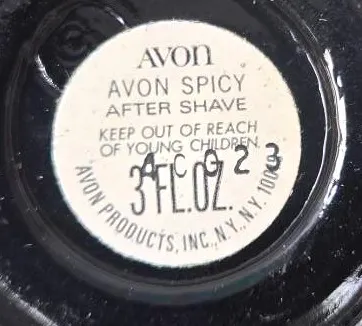 AVON
AVON SPICY
AFTER SHAVE
KEEP OUT OF REACH
OF YOUNG CHILDREN.
ACG23
3 FL.OZ.
AVON PRODUCTS, INC., N.Y., N.Y.